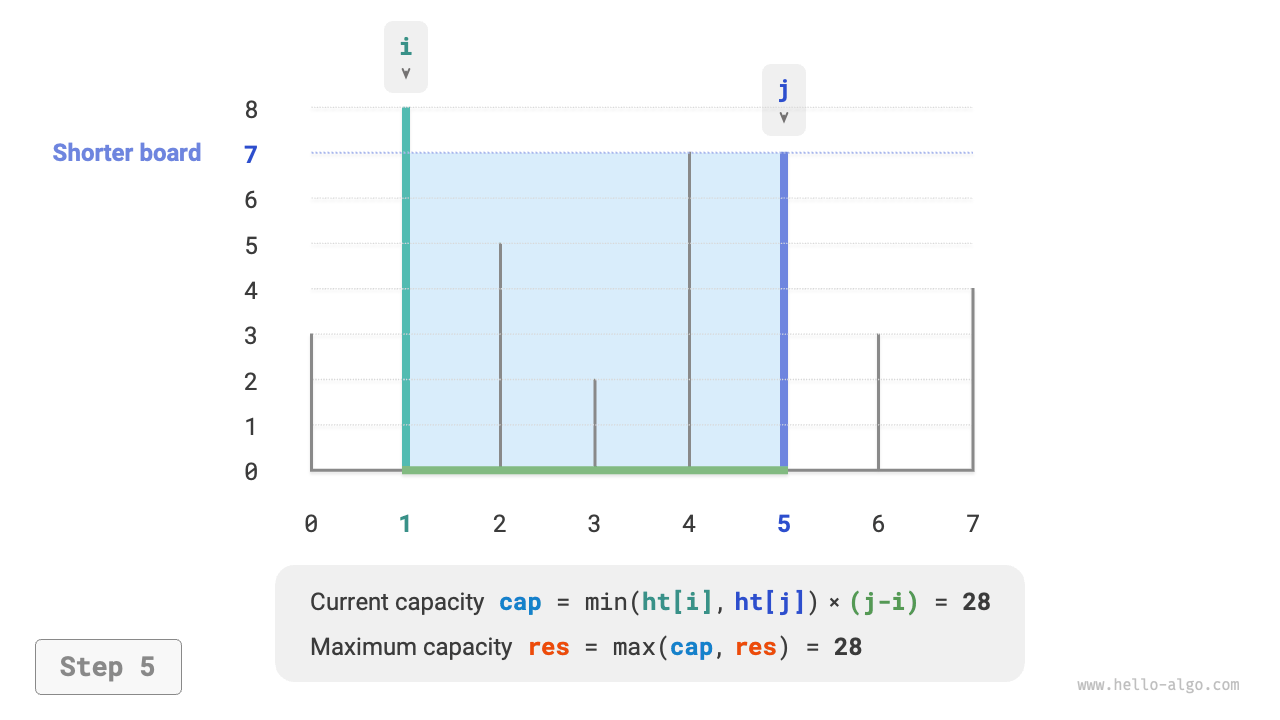 i
j
8
Shorter board 7
6
5
4
3
2
1
0
0 1 2 3 4 5 6 7
Current capacity cap = min(ht[i], ht[j]) × (j-i) = 28
Maximum capacity res = max(cap, res) = 28
Step 5
www.hello-algo.com